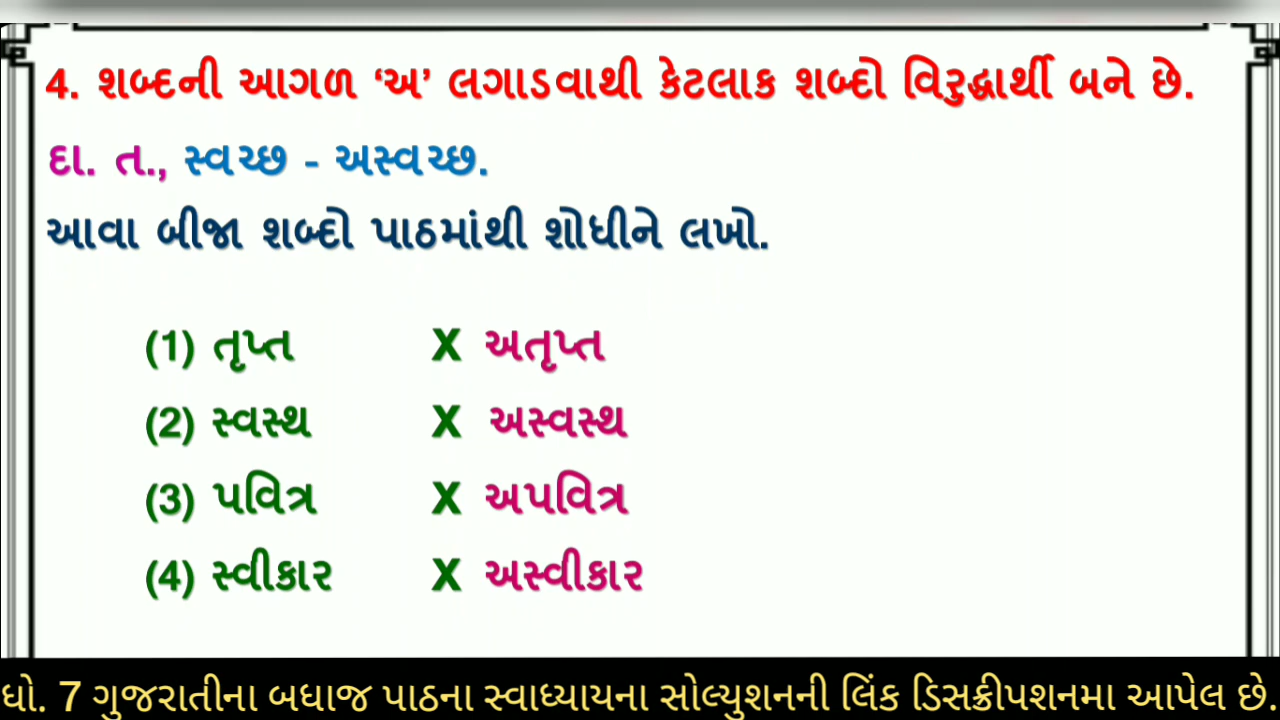 4. શબ્દની આગળ ‘અ’ લગાડવાથી કેટલાક શબ્દો વિરુદ્ધાર્થી બને છે.
દા. ત., સ્વચ્છ - અસ્વચ્છ.
આવા બીજા શબ્દો પાઠમાંથી શોધીને લખો.
(1) તૃપ્ત X અતૃપ્ત
(2) સ્વસ્થ X અસ્વસ્થ
(3) પવિત્ર X અપવિત્ર
(4) સ્વીકાર X અસ્વીકાર
ધો. 7 ગુજરાતીના બધાજ પાઠના સ્વાધ્યાયના સોલ્યુશનની લિંક ડિસક્રીપશનમા આપેલ છે.